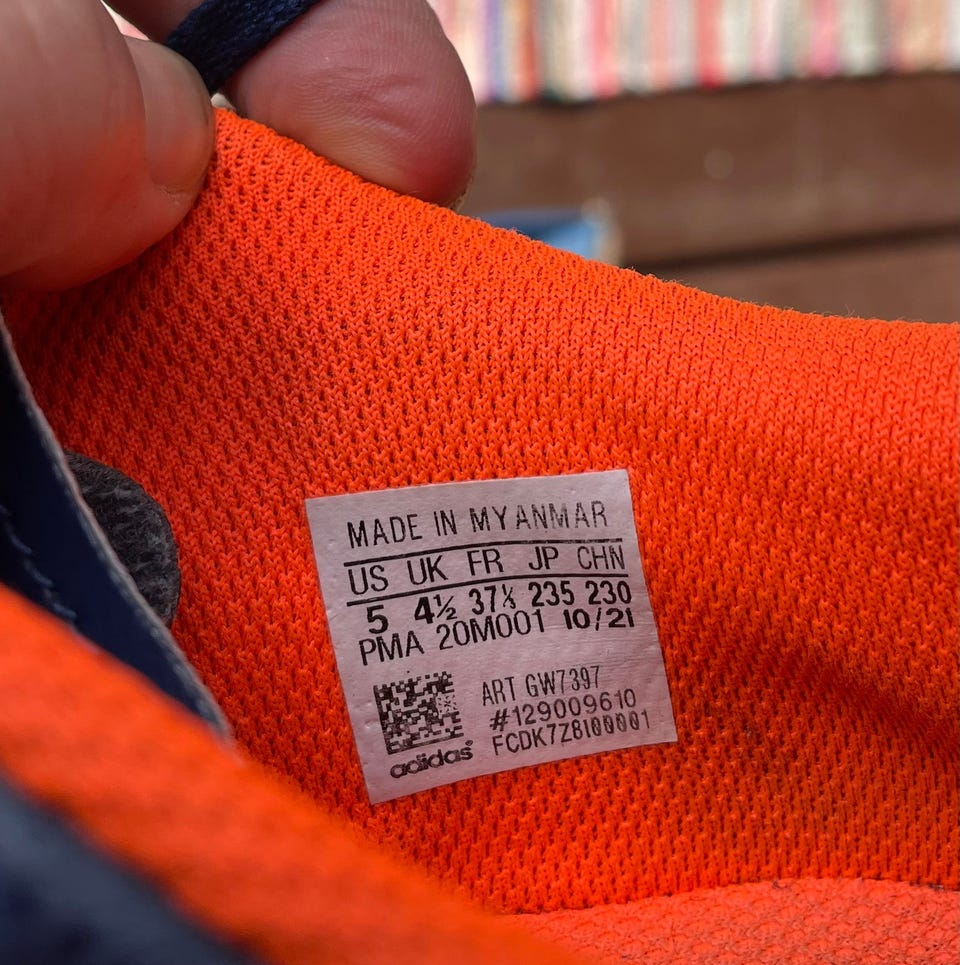 MADE IN MYANMAR
US UK FR JP CHN
5 4½ 37⅓ 235 230
PMA 20M001 10/21
ART GW7397
#129009610
FCDK7Z8I00001
adidas